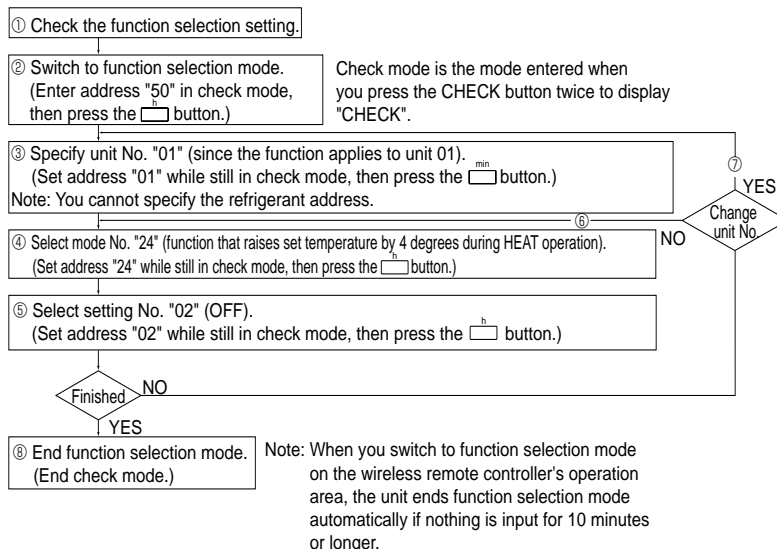 ① Check the function selection setting.
② Switch to function selection mode.
(Enter address "50" in check mode,
then press the h button.)
Check mode is the mode entered when
you press the CHECK button twice to display
"CHECK".
③ Specify unit No. "01" (since the function applies to unit 01).
(Set address "01" while still in check mode, then press the min button.)
Note: You cannot specify the refrigerant address.
⑦
YES
Change
unit No.
⑥
NO
④ Select mode No. "24" (function that raises set temperature by 4 degrees during HEAT operation).
(Set address "24" while still in check mode, then press the h button.)
⑤ Select setting No. "02" (OFF).
(Set address "02" while still in check mode, then press the h button.)
Finished
NO
YES
⑧ End function selection mode.
(End check mode.)
Note: When you switch to function selection mode
on the wireless remote controller's operation
area, the unit ends function selection mode
automatically if nothing is input for 10 minutes
or longer.